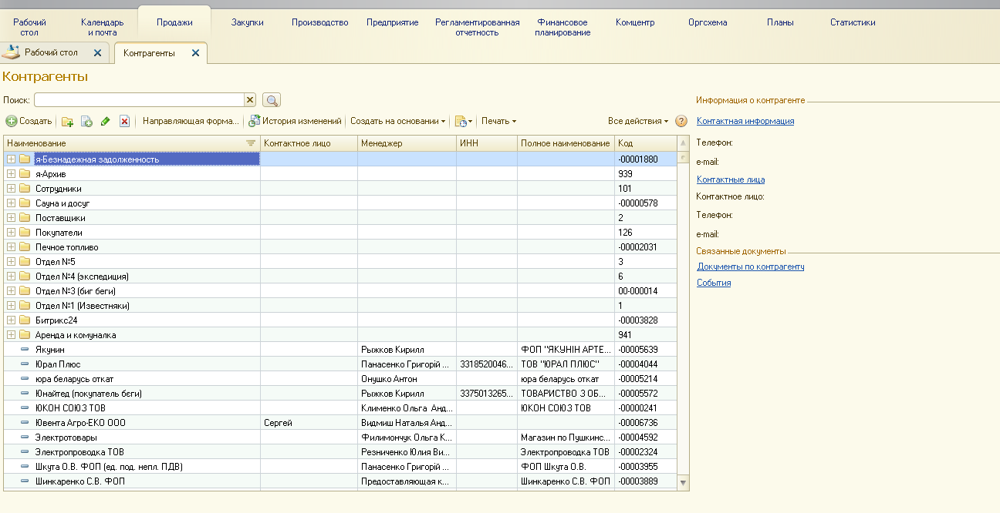 Рабочий стол
Календарь и почта
Продажи
Закупки
Производство
Предприятие
Регламентированная отчетность
Финансовое планирование
Комцентр
Оргсхема
Планы
Статистики
Рабочий стол
Контрагенты
Контрагенты
Поиск:
Создать Направляющая форма... История изменений Создать на основании Печать Все действия
Наименование Контактное лицо Менеджер ИНН Полное наименование Код
я-Безнадежная задолженность -00001880
я-Архив 939
Сотрудники 101
Сауна и досуг -00000578
Поставщики 2
Покупатели 126
Печное топливо -00002031
Отдел №5 3
Отдел №4 (экспедиция) 6
Отдел №3 (биг беги) 00-000014
Отдел №1 (Известняки) 1
Битрикс24 -00003828
Аренда и комуналка 941
Якунин Рыжков Кирилл ФОП "ЯКУНІН АРТЕ... -00005639
Юрал Плюс Панасенко Григорій ... 3318520046... ТОВ "ЮРАЛ ПЛЮС" -00004044
юра беларусь откат Онушко Антон юра беларусь откат -00005214
Юнайтед (покупатель беги) Рыжков Кирилл 3375013265... ТОВАРИСТВО З ОБ... -00005572
ЮКОН СОЮЗ ТОВ Клименко Ольга Анд... ЮКОН СОЮЗ ТОВ -00000241
Ювента Агро-ЕКО ООО Сергей Видмиш Наталья Анд... -00006736
Электротовары Филимончук Ольга К... Магазин по Пушкинс... -00004592
Электропроводка ТОВ Резниченко Юлия Ви... Электропроводка ТОВ -00002324
Шкута О.В. ФОП (ед. под. непл. ПДВ) Панасенко Григорій ... ФОП Шкута О.В. -00003955
Шинкаренко С.В. ФОП Предоставляющая к... Шинкаренко С.В. ФОП -00003889
Информация о контрагенте
Контактная информация
Телефон:
e-mail:
Контактные лица
Контактное лицо:
Телефон:
e-mail:
Связанные документы
Документы по контрагенту
События